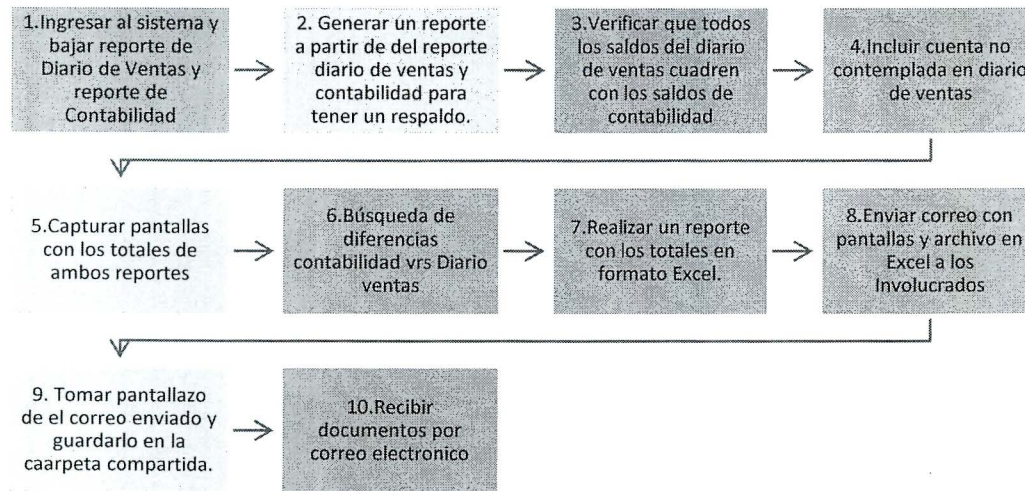 1.Ingresar al sistema y
bajar reporte de
Diario de Ventas y
reporte de
Contabilidad
2. Generar un reporte
a partir de del reporte
diario de ventas y
contabilidad para
tener un respaldo.
3.Verificar que todos
los saldos del diario
de ventas cuadren
con los saldos de
contabilidad
4.Incluir cuenta no
contemplada en diario
de ventas
5.Capturar pantallas
con los totales de
ambos reportes
6.Búsqueda de
diferencias
contabilidad vrs Diario
ventas
7.Realizar un reporte
con los totales en
formato Excel.
8.Enviar correo con
pantallas y archivo en
Excel a los
Involucrados
9. Tomar pantallazo
de el correo enviado y
guardarlo en la
caarpeta compartida.
10.Recibir
documentos por
correo electronico